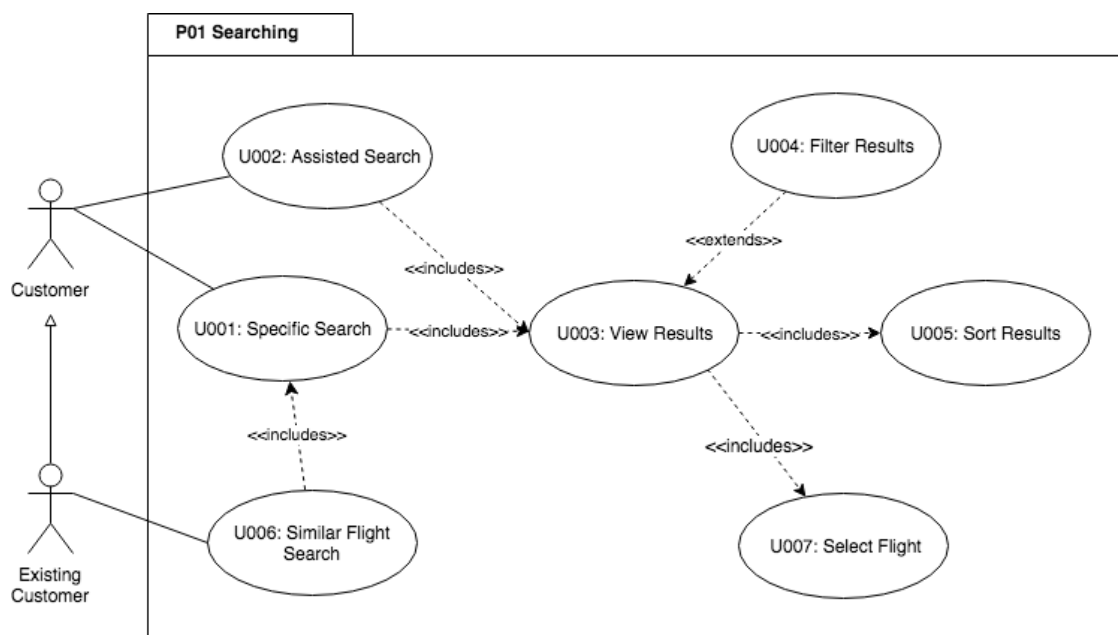 P01 Searching
U002: Assisted Search
U004: Filter Results
<<extends>>
<<includes>>
Customer
U001: Specific Search
<<includes>>
U003: View Results
<<includes>>
U005: Sort Results
<<includes>>
<<includes>>
U006: Similar Flight
Search
U007: Select Flight
Existing
Customer